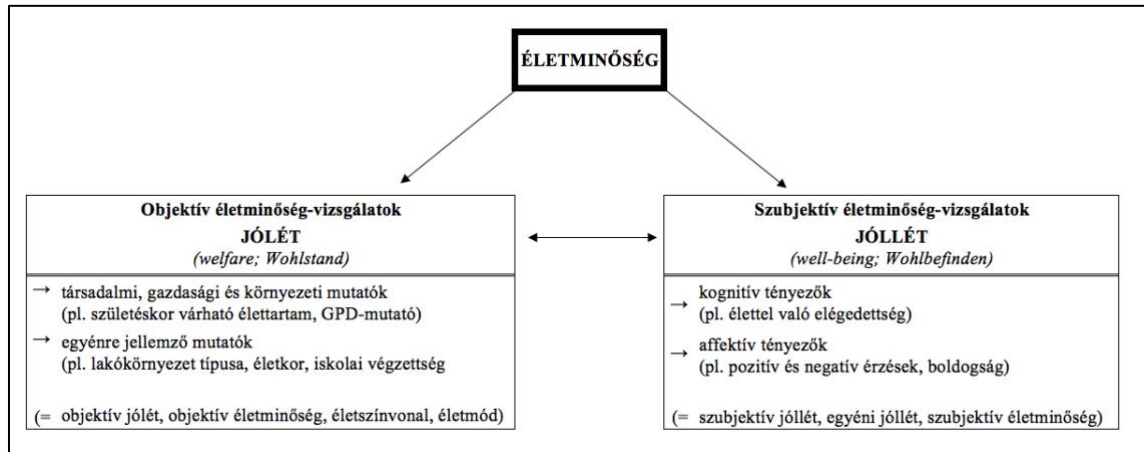 ÉLETMINŐSÉG
Objektív életminőség-vizsgálatok
JÓLÉT
(welfare; Wohlstand)
→ társadalmi, gazdasági és környezeti mutatók
(pl. születéskor várható élettartam, GPD-mutató)
→ egyénre jellemző mutatók
(pl. lakókörnyezet típusa, életkor, iskolai végzettség
(= objektív jólét, objektív életminőség, életszínvonal, életmód)
Szubjektív életminőség-vizsgálatok
JÓLLÉT
(well-being; Wohlbefinden)
→ kognitív tényezők
(pl. élettel való elégedettség)
→ affektív tényezők
(pl. pozitív és negatív érzések, boldogság)
(= szubjektív jóllét, egyéni jóllét, szubjektív életminőség)